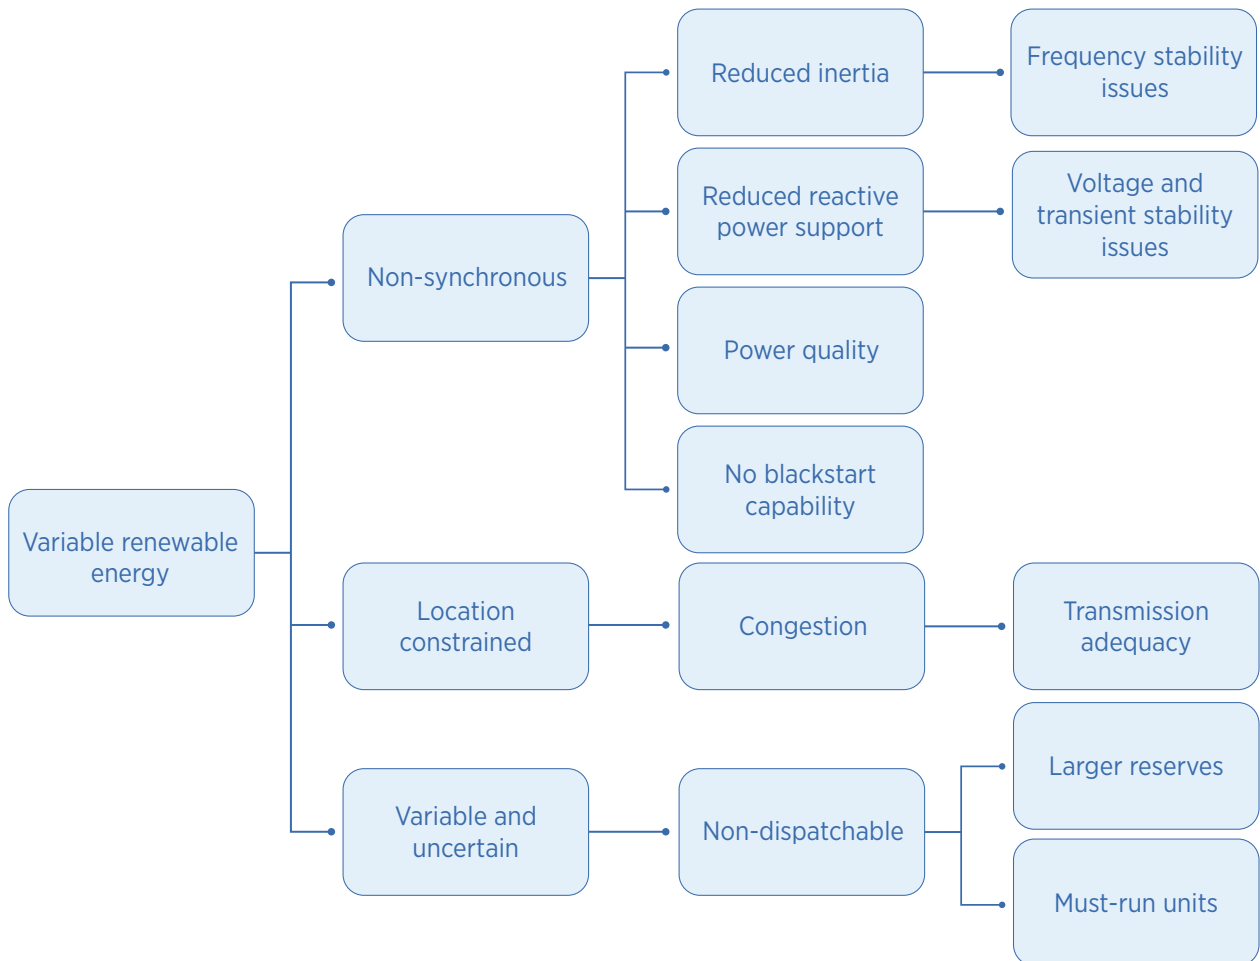 Variable renewable
energy
Non-synchronous
Reduced inertia
Frequency stability
issues
Reduced reactive
power support
Voltage and
transient stability
issues
Power quality
No blackstart
capability
Location
constrained
Congestion
Transmission
adequacy
Variable and
uncertain
Non-dispatchable
Larger reserves
Must-run units